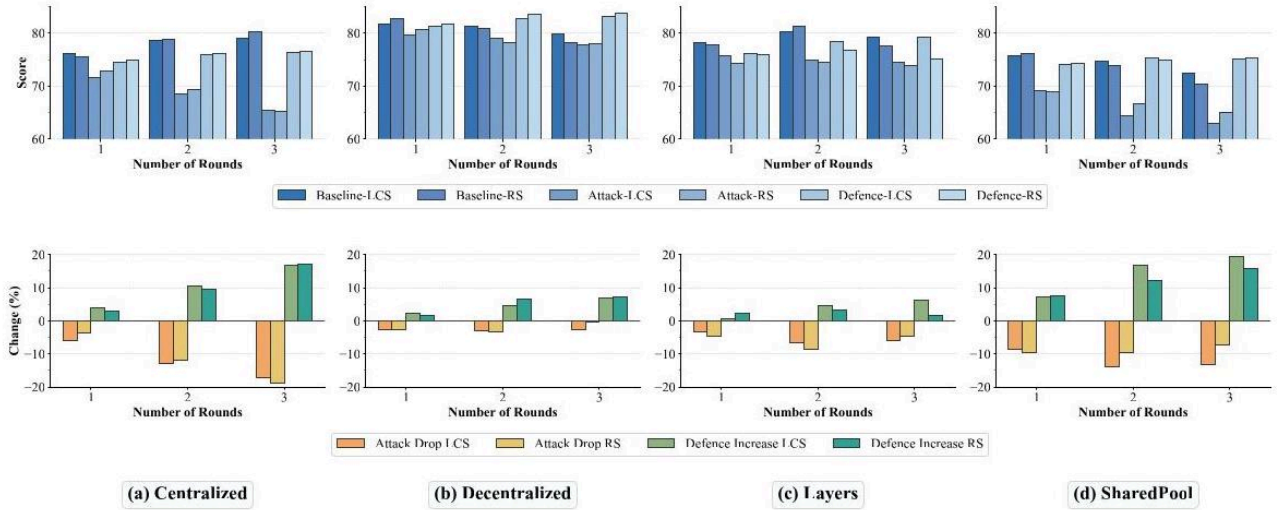 Score
80
70
60
1 2 3
Number of Rounds
80
70
60
1 2 3
Number of Rounds
80
70
60
1 2 3
Number of Rounds
80
70
60
1 2 3
Number of Rounds
Baseline-LCS Baseline-RS Attack-LCS Attack-RS Defence-LCS Defence-RS
Change (%)
20
10
0
−10
−20
1 2 3
Number of Rounds
20
10
0
−10
−20
1 2 3
Number of Rounds
20
10
0
−10
−20
1 2 3
Number of Rounds
20
10
0
−10
−20
1 2 3
Number of Rounds
Attack Drop LCS Attack Drop RS Defence Increase LCS Defence Increase RS
(a) Centralized (b) Decentralized (c) Layers (d) SharedPool